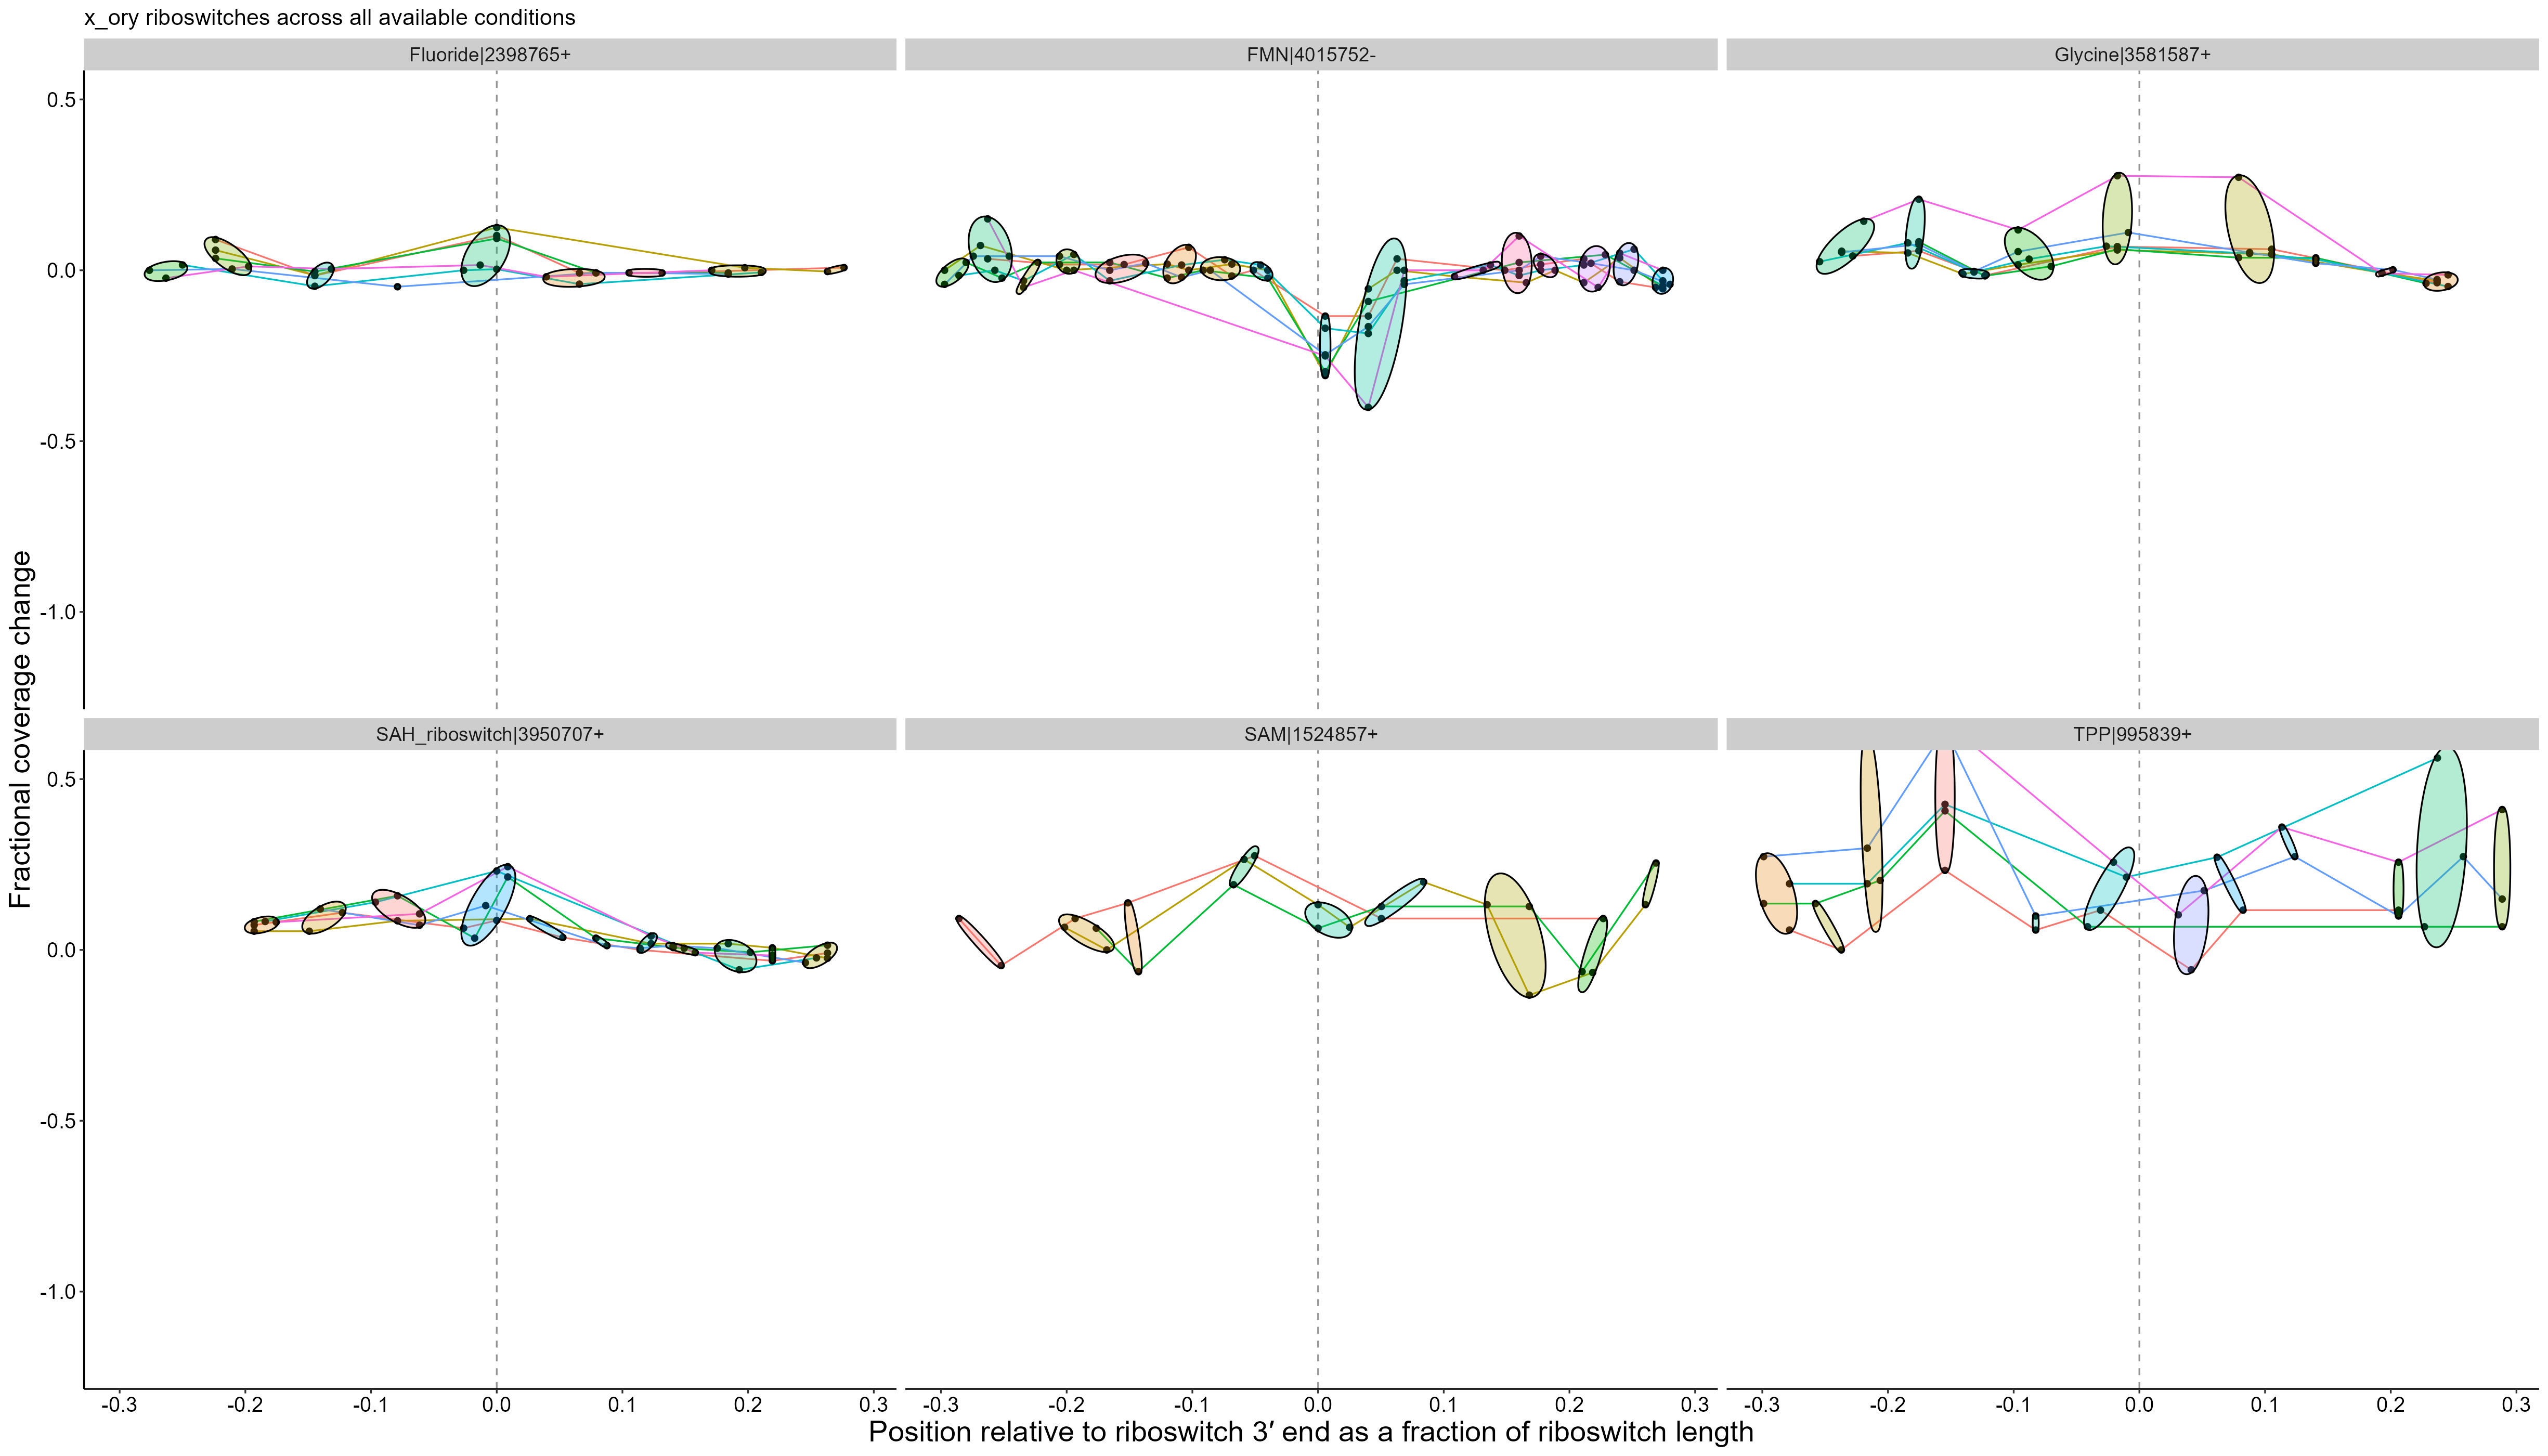 x_ory riboswitches across all available conditions
Fluoride|2398765+
FMN|4015752-
Glycine|3581587+
0.5
0.0
-0.5
-1.0
SAH_riboswitch|3950707+
SAM|1524857+
TPP|995839+
0.5
0.0
-0.5
-1.0
Fractional coverage change
-0.3 -0.2 -0.1 0.0 0.1 0.2 0.3
-0.3 -0.2 -0.1 0.0 0.1 0.2 0.3
-0.3 -0.2 -0.1 0.0 0.1 0.2 0.3
Position relative to riboswitch 3′ end as a fraction of riboswitch length